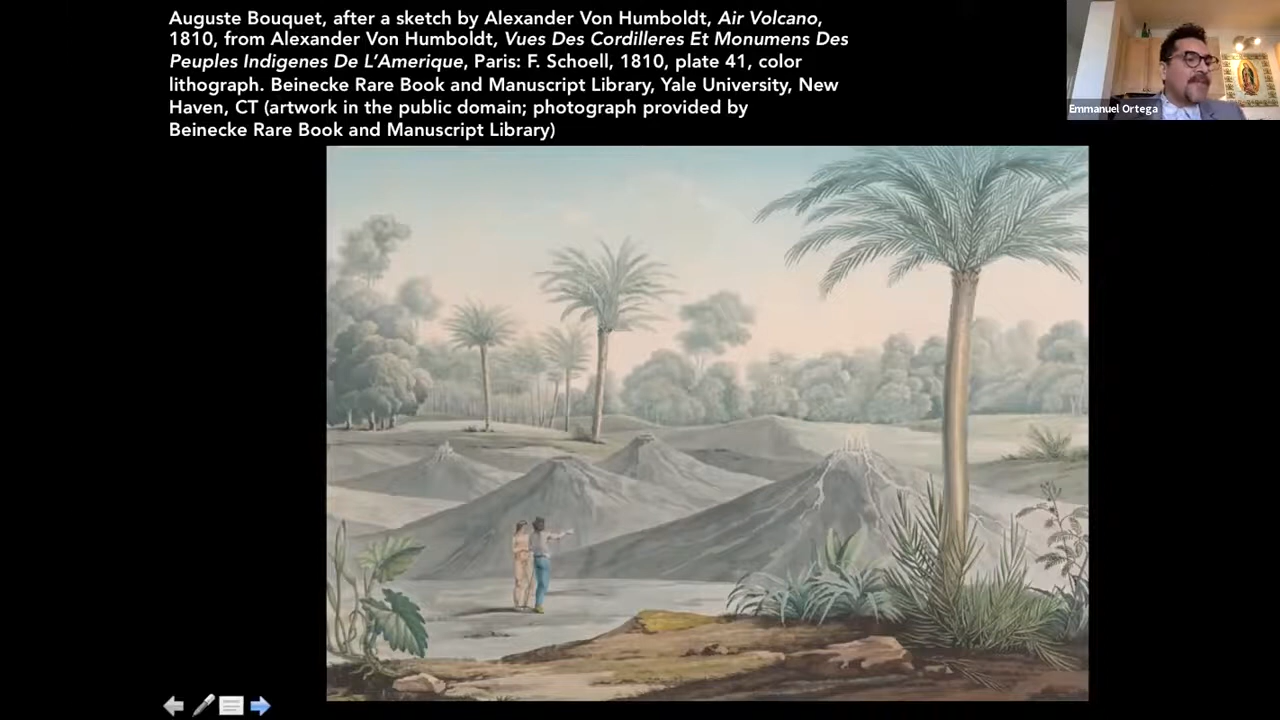 Auguste Bouquet, after a sketch by Alexander Von Humboldt, Air Volcano,
1810, from Alexander Von Humboldt, Vues Des Cordilleres Et Monumens Des
Peuples Indigenes De L’Amerique, Paris: F. Schoell, 1810, plate 41, color
lithograph. Beinecke Rare Book and Manuscript Library, Yale University, New
Haven, CT (artwork in the public domain; photograph provided by
Beinecke Rare Book and Manuscript Library)
Emmanuel Ortega